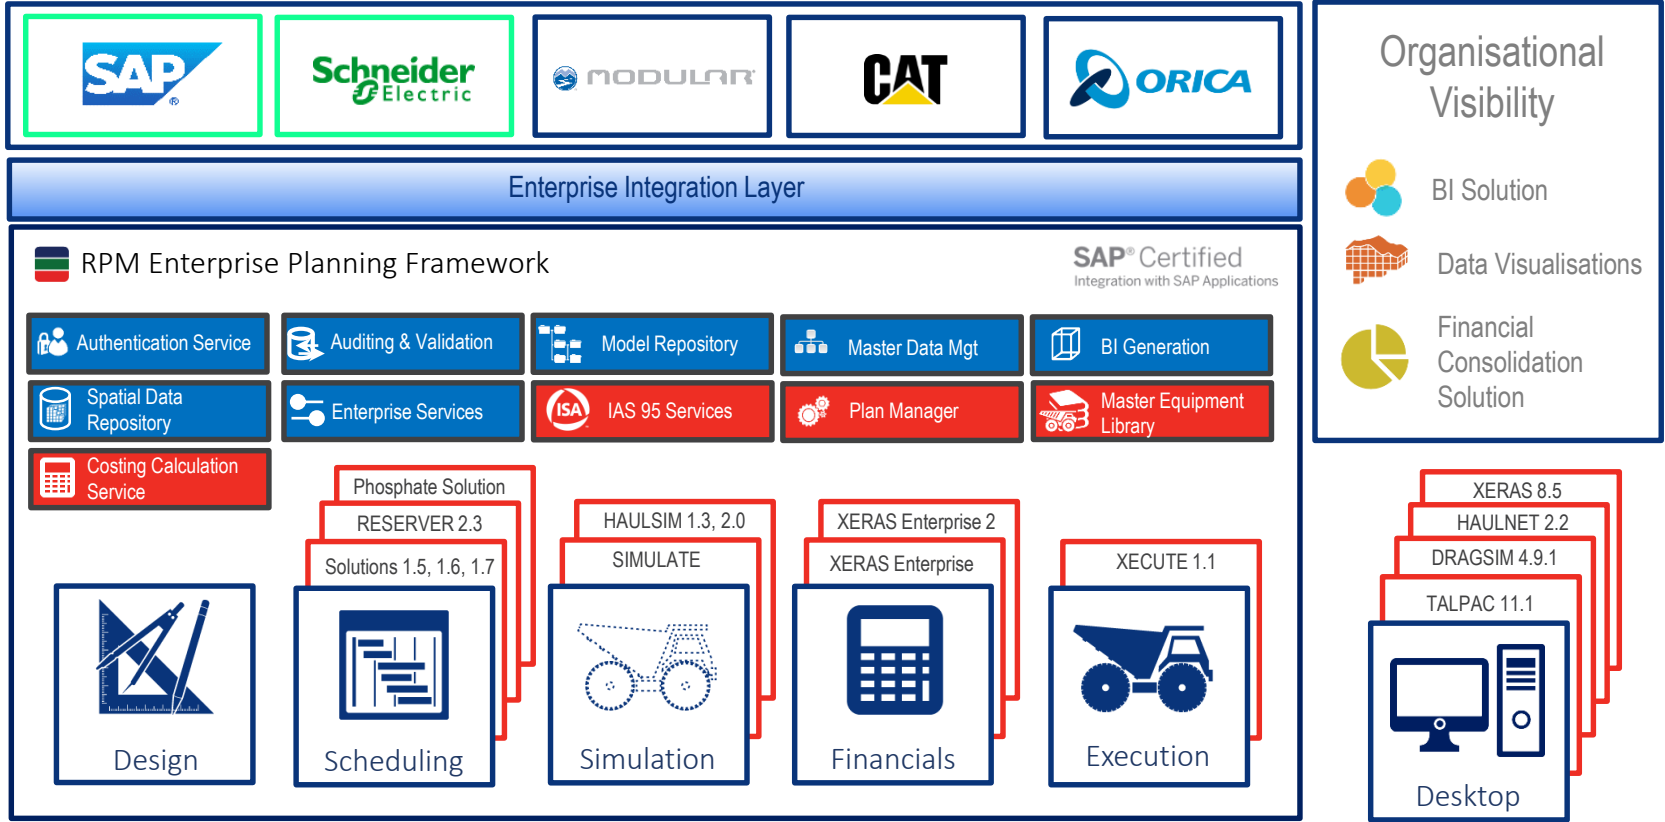 SAP®
Schneider
Electric
MODULAR
CAT
ORICA
Organisational
Visibility
BI Solution
Data Visualisations
Financial
Consolidation
Solution
Enterprise Integration Layer
RPM Enterprise Planning Framework
SAP® Certified
Integration with SAP Applications
Authentication Service
Auditing & Validation
Model Repository
Master Data Mgt
BI Generation
Spatial Data
Repository
Enterprise Services
ISA
IAS 95 Services
Plan Manager
Master Equipment
Library
Costing Calculation
Service
Phosphate Solution
RESERVER 2.3
Solutions 1.5, 1.6, 1.7
Scheduling
HAULSIM 1.3, 2.0
SIMULATE
Simulation
XERAS Enterprise 2
XERAS Enterprise
Financials
XECUTE 1.1
Execution
Design
XERAS 8.5
HAULNET 2.2
DRAGSIM 4.9.1
TALPAC 11.1
Desktop